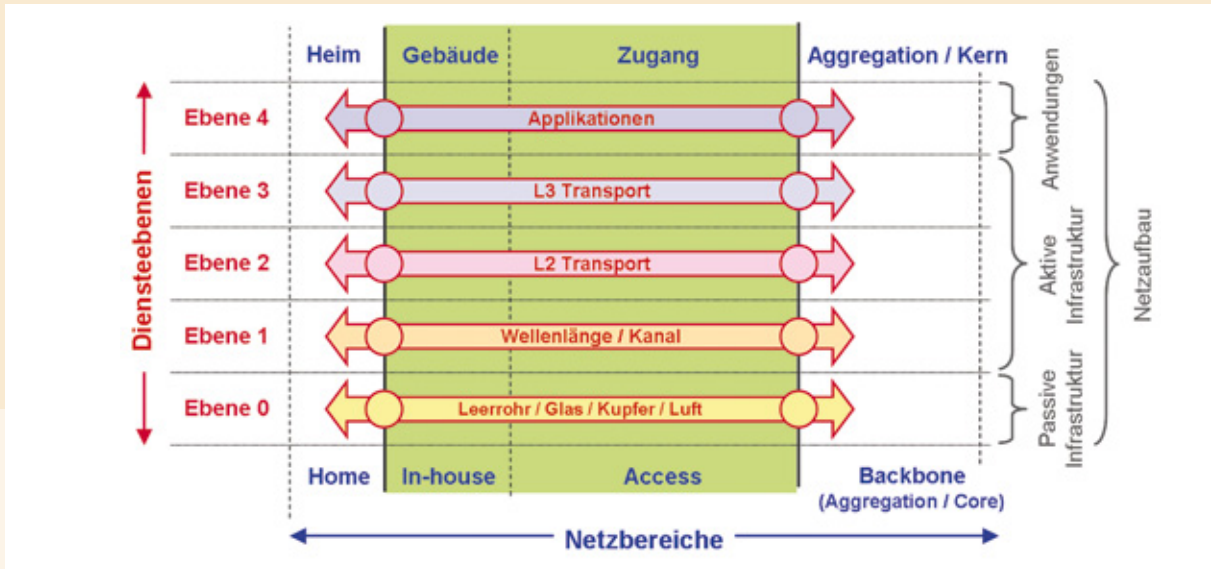 Heim Gebäude Zugang Aggregation / Kern
Ebene 4 Applikationen
Ebene 3 L3 Transport
Ebene 2 L2 Transport
Ebene 1 Wellenlänge / Kanal
Ebene 0 Leerrohr / Glas / Kupfer / Luft
Home In-house Access Backbone
(Aggregation / Core)
Netzbereiche
Diensteebenen
Anwendungen
Aktive
Infrastruktur
Passive
Infrastruktur
Netzaufbau